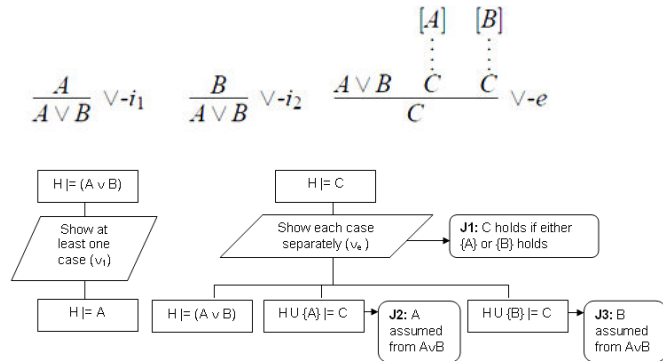 [A] [B]
A A ∨ B ∨-i₁
B A ∨ B ∨-i₂
A ∨ B C C C ∨-e
H |= (A ∨ B)
Show at
least one
case (∨₁)
H |= A
H |= C
Show each case
separately (∨ₑ)
J1: C holds if either
{A} or {B} holds
H |= (A ∨ B)
H U {A} |= C
J2: A
assumed
from A∨B
H U {B} |= C
J3: B
assumed
from A∨B